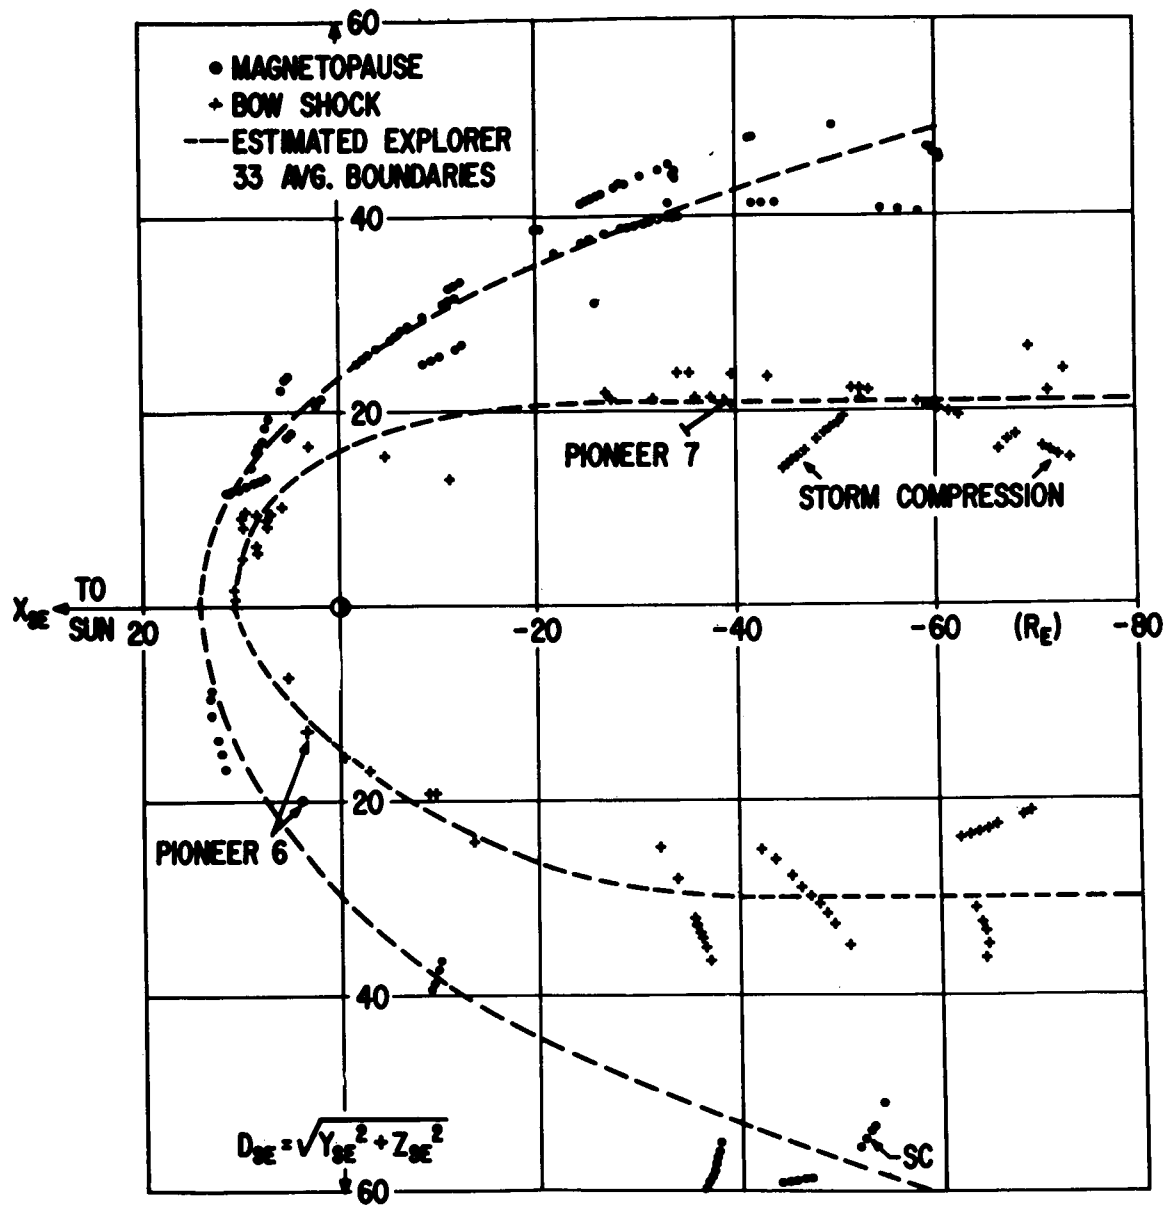 60
• MAGNETOPAUSE
+ BOW SHOCK
--- ESTIMATED EXPLORER
33 AVG. BOUNDARIES
40
20
PIONEER 7
STORM COMPRESSION
X_SE TO SUN
20
-20
-40
-60
(R_E)
-80
20
PIONEER 6
40
D_SE = √Y_SE² + Z_SE²
SC
60